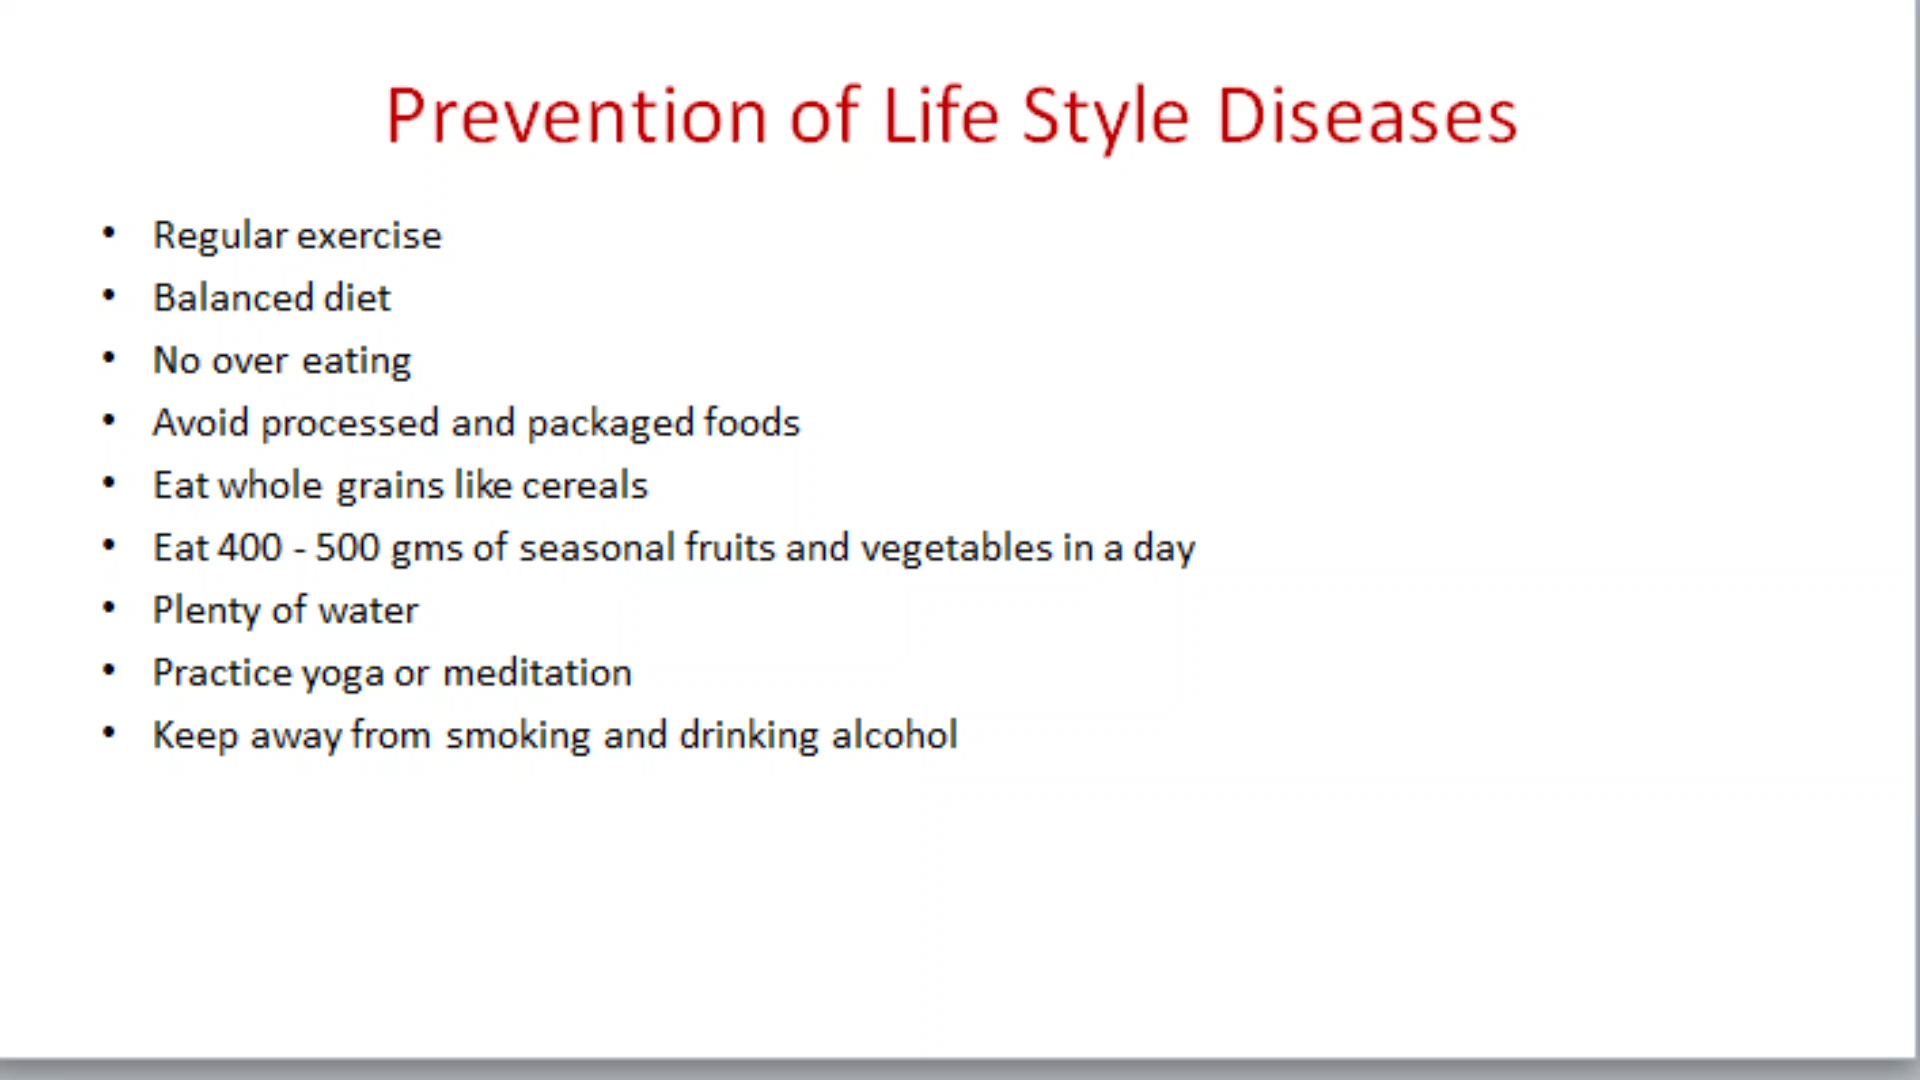 Prevention of Life Style Diseases
• Regular exercise
• Balanced diet
• No over eating
• Avoid processed and packaged foods
• Eat whole grains like cereals
• Eat 400 - 500 gms of seasonal fruits and vegetables in a day
• Plenty of water
• Practice yoga or meditation
• Keep away from smoking and drinking alcohol